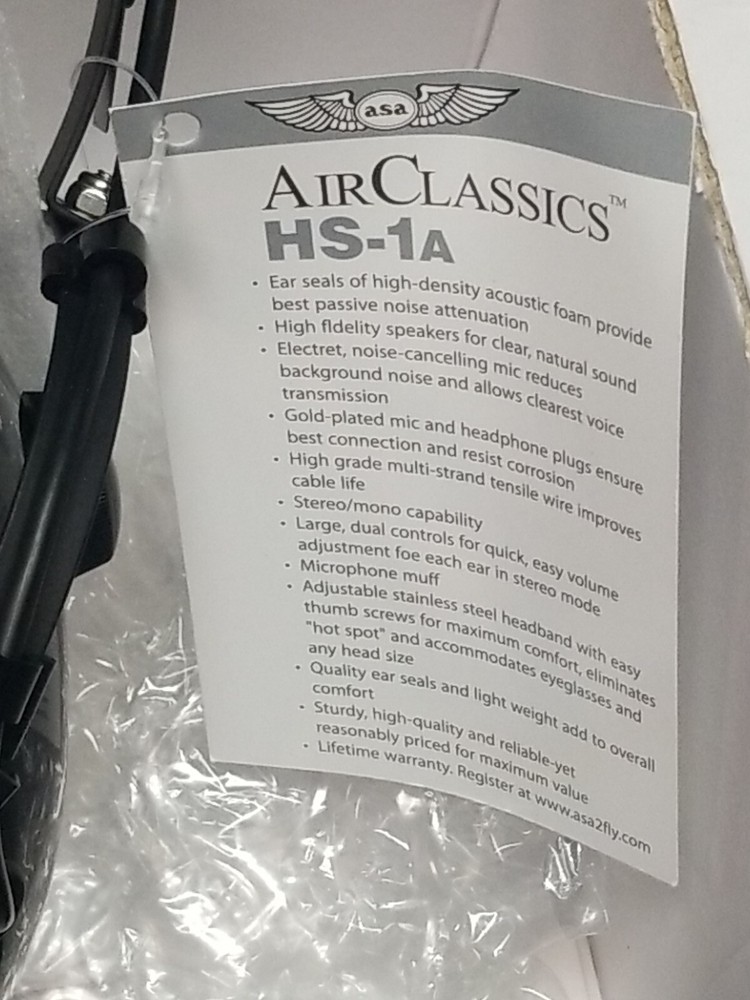 asa
AIRCLASSICS™
HS-1A
• Ear seals of high-density acoustic foam provide
best passive noise attenuation
• High fldelity speakers for clear, natural sound
• Electret, noise-cancelling mic reduces
background noise and allows clearest voice
transmission
• Gold-plated mic and headphone plugs ensure
best connection and resist corrosion
• High grade multi-strand tensile wire improves
cable life
• Stereo/mono capability
• Large, dual controls for quick, easy volume
adjustment foe each ear in stereo mode
• Microphone muff
• Adjustable stainless steel headband with easy
thumb screws for maximum comfort, eliminates
"hot spot" and accommodates eyeglasses and
any head size
• Quality ear seals and light weight add to overall
comfort
• Sturdy, high-quality and reliable-yet
reasonably priced for maximum value
• Lifetime warranty. Register at www.asa2fly.com